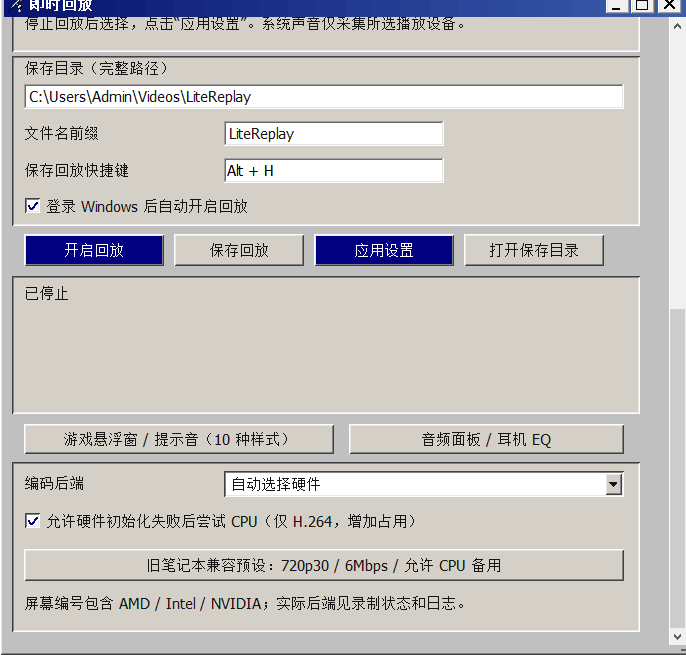 即时回放
停止回放后选择，点击“应用设置”。系统声音仅采集所选播放设备。
保存目录（完整路径）
C:\Users\Admin\Videos\LiteReplay
文件名前缀 LiteReplay
保存回放快捷键 Alt + H
登录 Windows 后自动开启回放
开启回放 保存回放 应用设置 打开保存目录
已停止
游戏悬浮窗 / 提示音（10 种样式） 音频面板 / 耳机 EQ
编码后端 自动选择硬件
允许硬件初始化失败后尝试 CPU（仅 H.264，增加占用）
旧笔记本兼容预设：720p30 / 6Mbps / 允许 CPU 备用
屏幕编号包含 AMD / Intel / NVIDIA；实际后端见录制状态和日志。